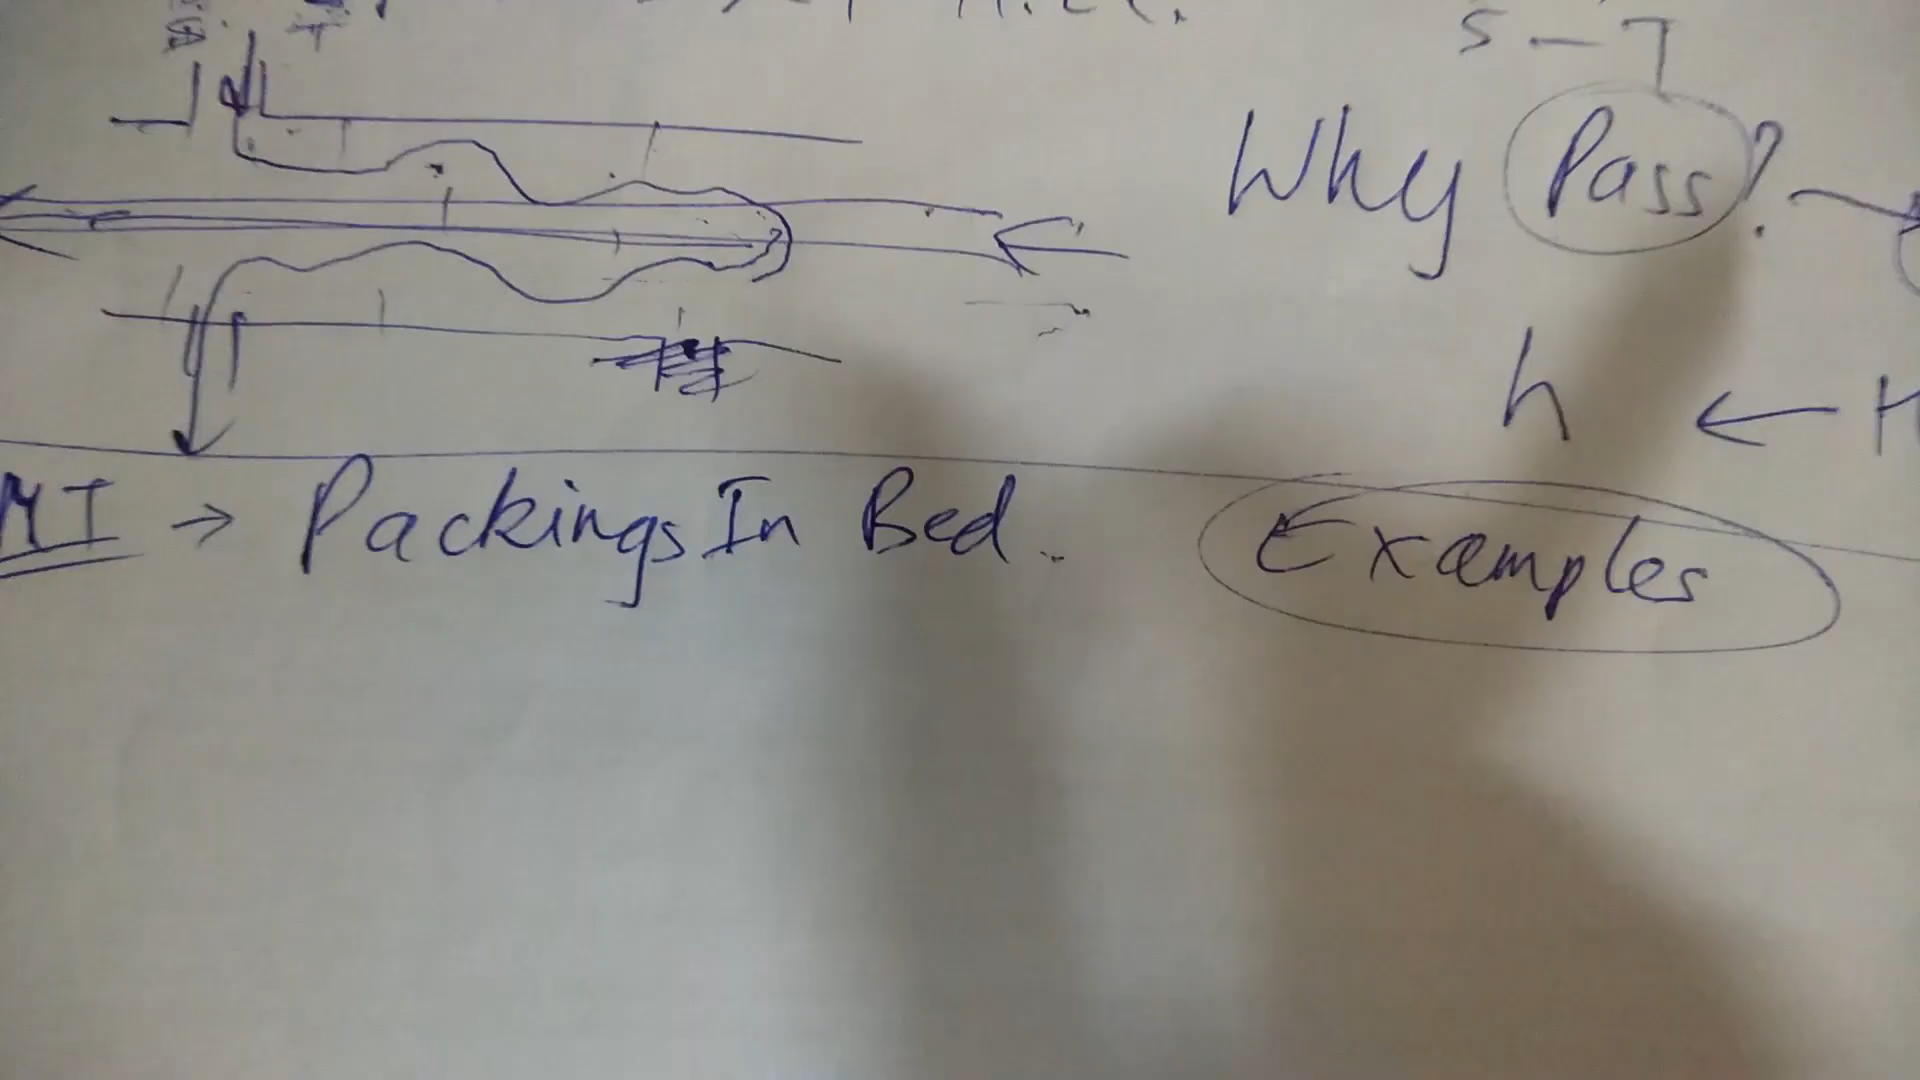 S - T
Why Pass?
h ← H
MI → Packings In Bed.
Examples